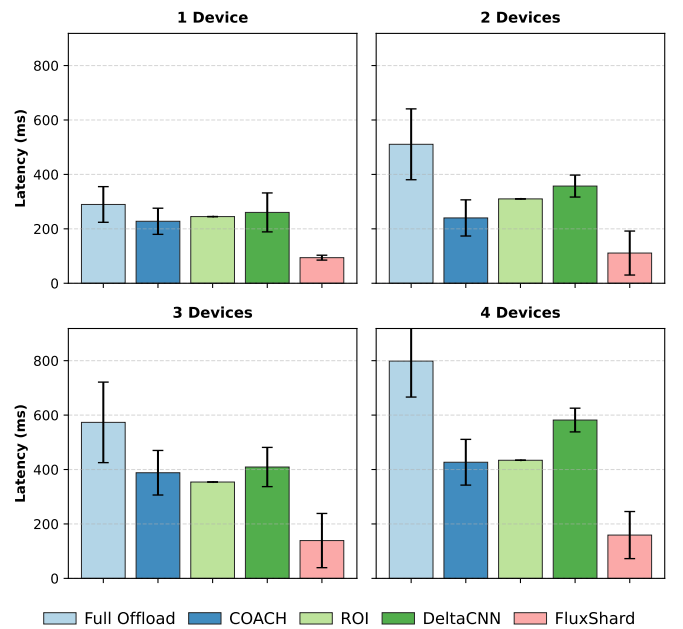 1 Device
2 Devices
Latency (ms)
800
600
400
200
0
3 Devices
4 Devices
Latency (ms)
800
600
400
200
0
Full Offload COACH ROI DeltaCNN FluxShard